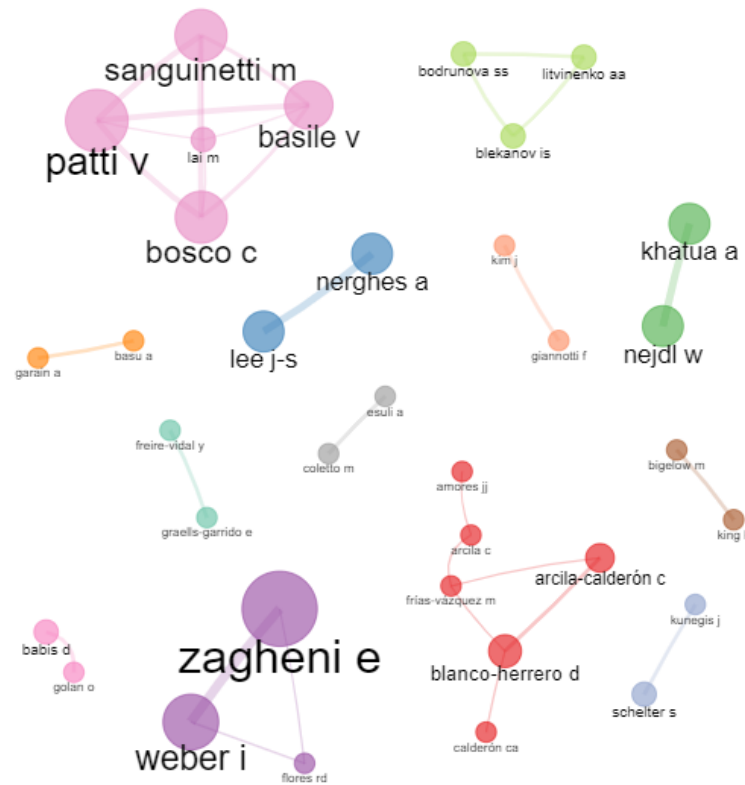 sanguinetti m
bodrunova ss
litvinenko aa
patti v
basile v
lai m
blekanov is
bosco c
khatua a
nerghes a
kim j
lee j-s
nejdl w
giannotti f
basu a
garain a
esuli a
freire-vidal y
coletto m
bigelow m
amores jj
graells-garrido e
king
arcila c
arcila-calderón c
frías-vázquez m
kunegis j
babis d
zagheni e
blanco-herrero d
golan o
schelter s
weber i
calderón ca
flores rd